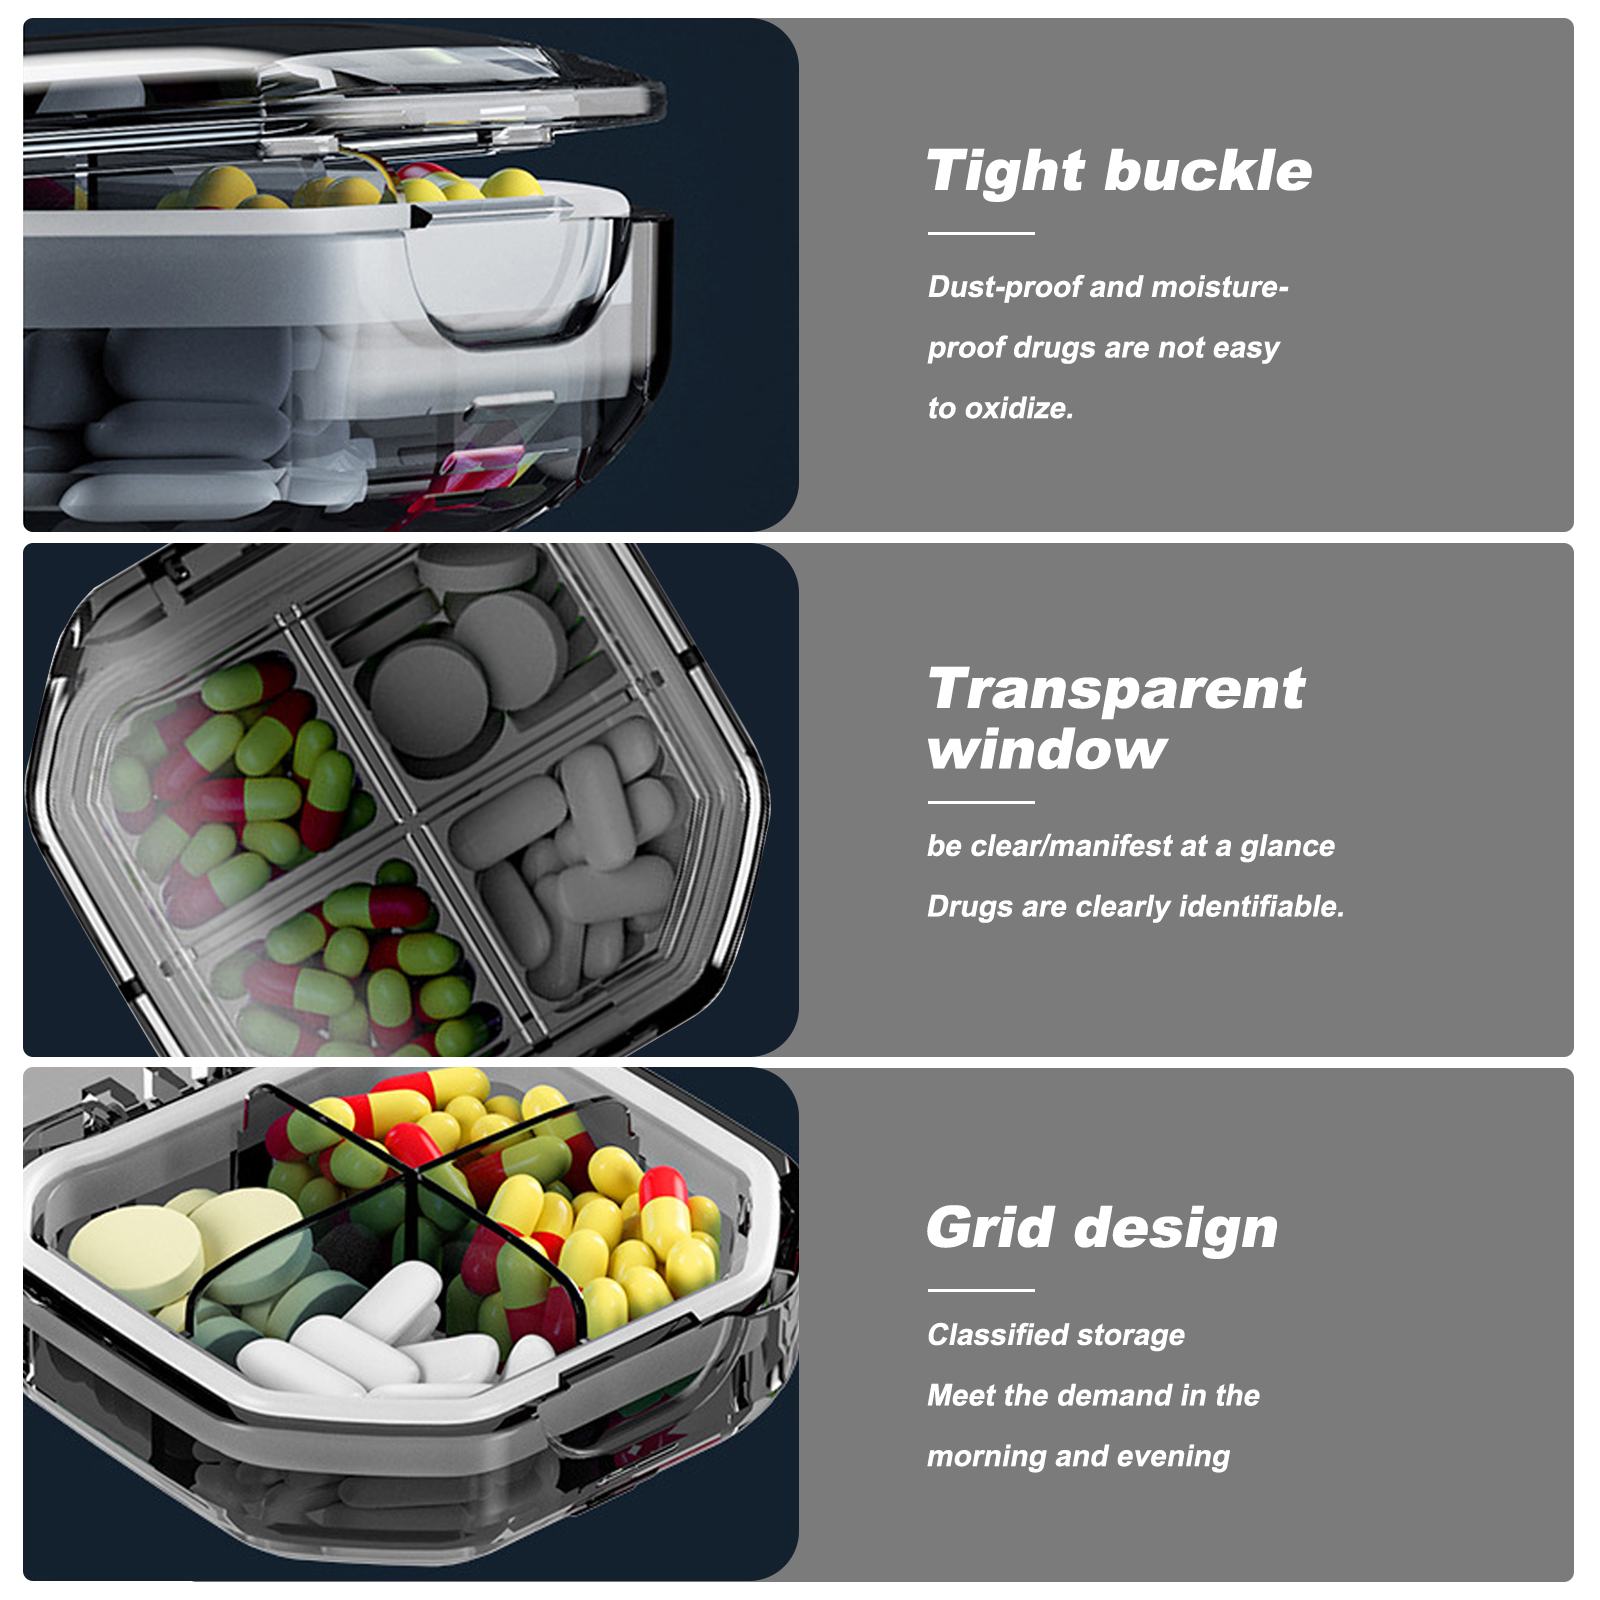 Tight buckle
Dust-proof and moisture-
proof drugs are not easy
to oxidize.
Transparent
window
be clear/manifest at a glance
Drugs are clearly identifiable.
Grid design
Classified storage
Meet the demand in the
morning and evening